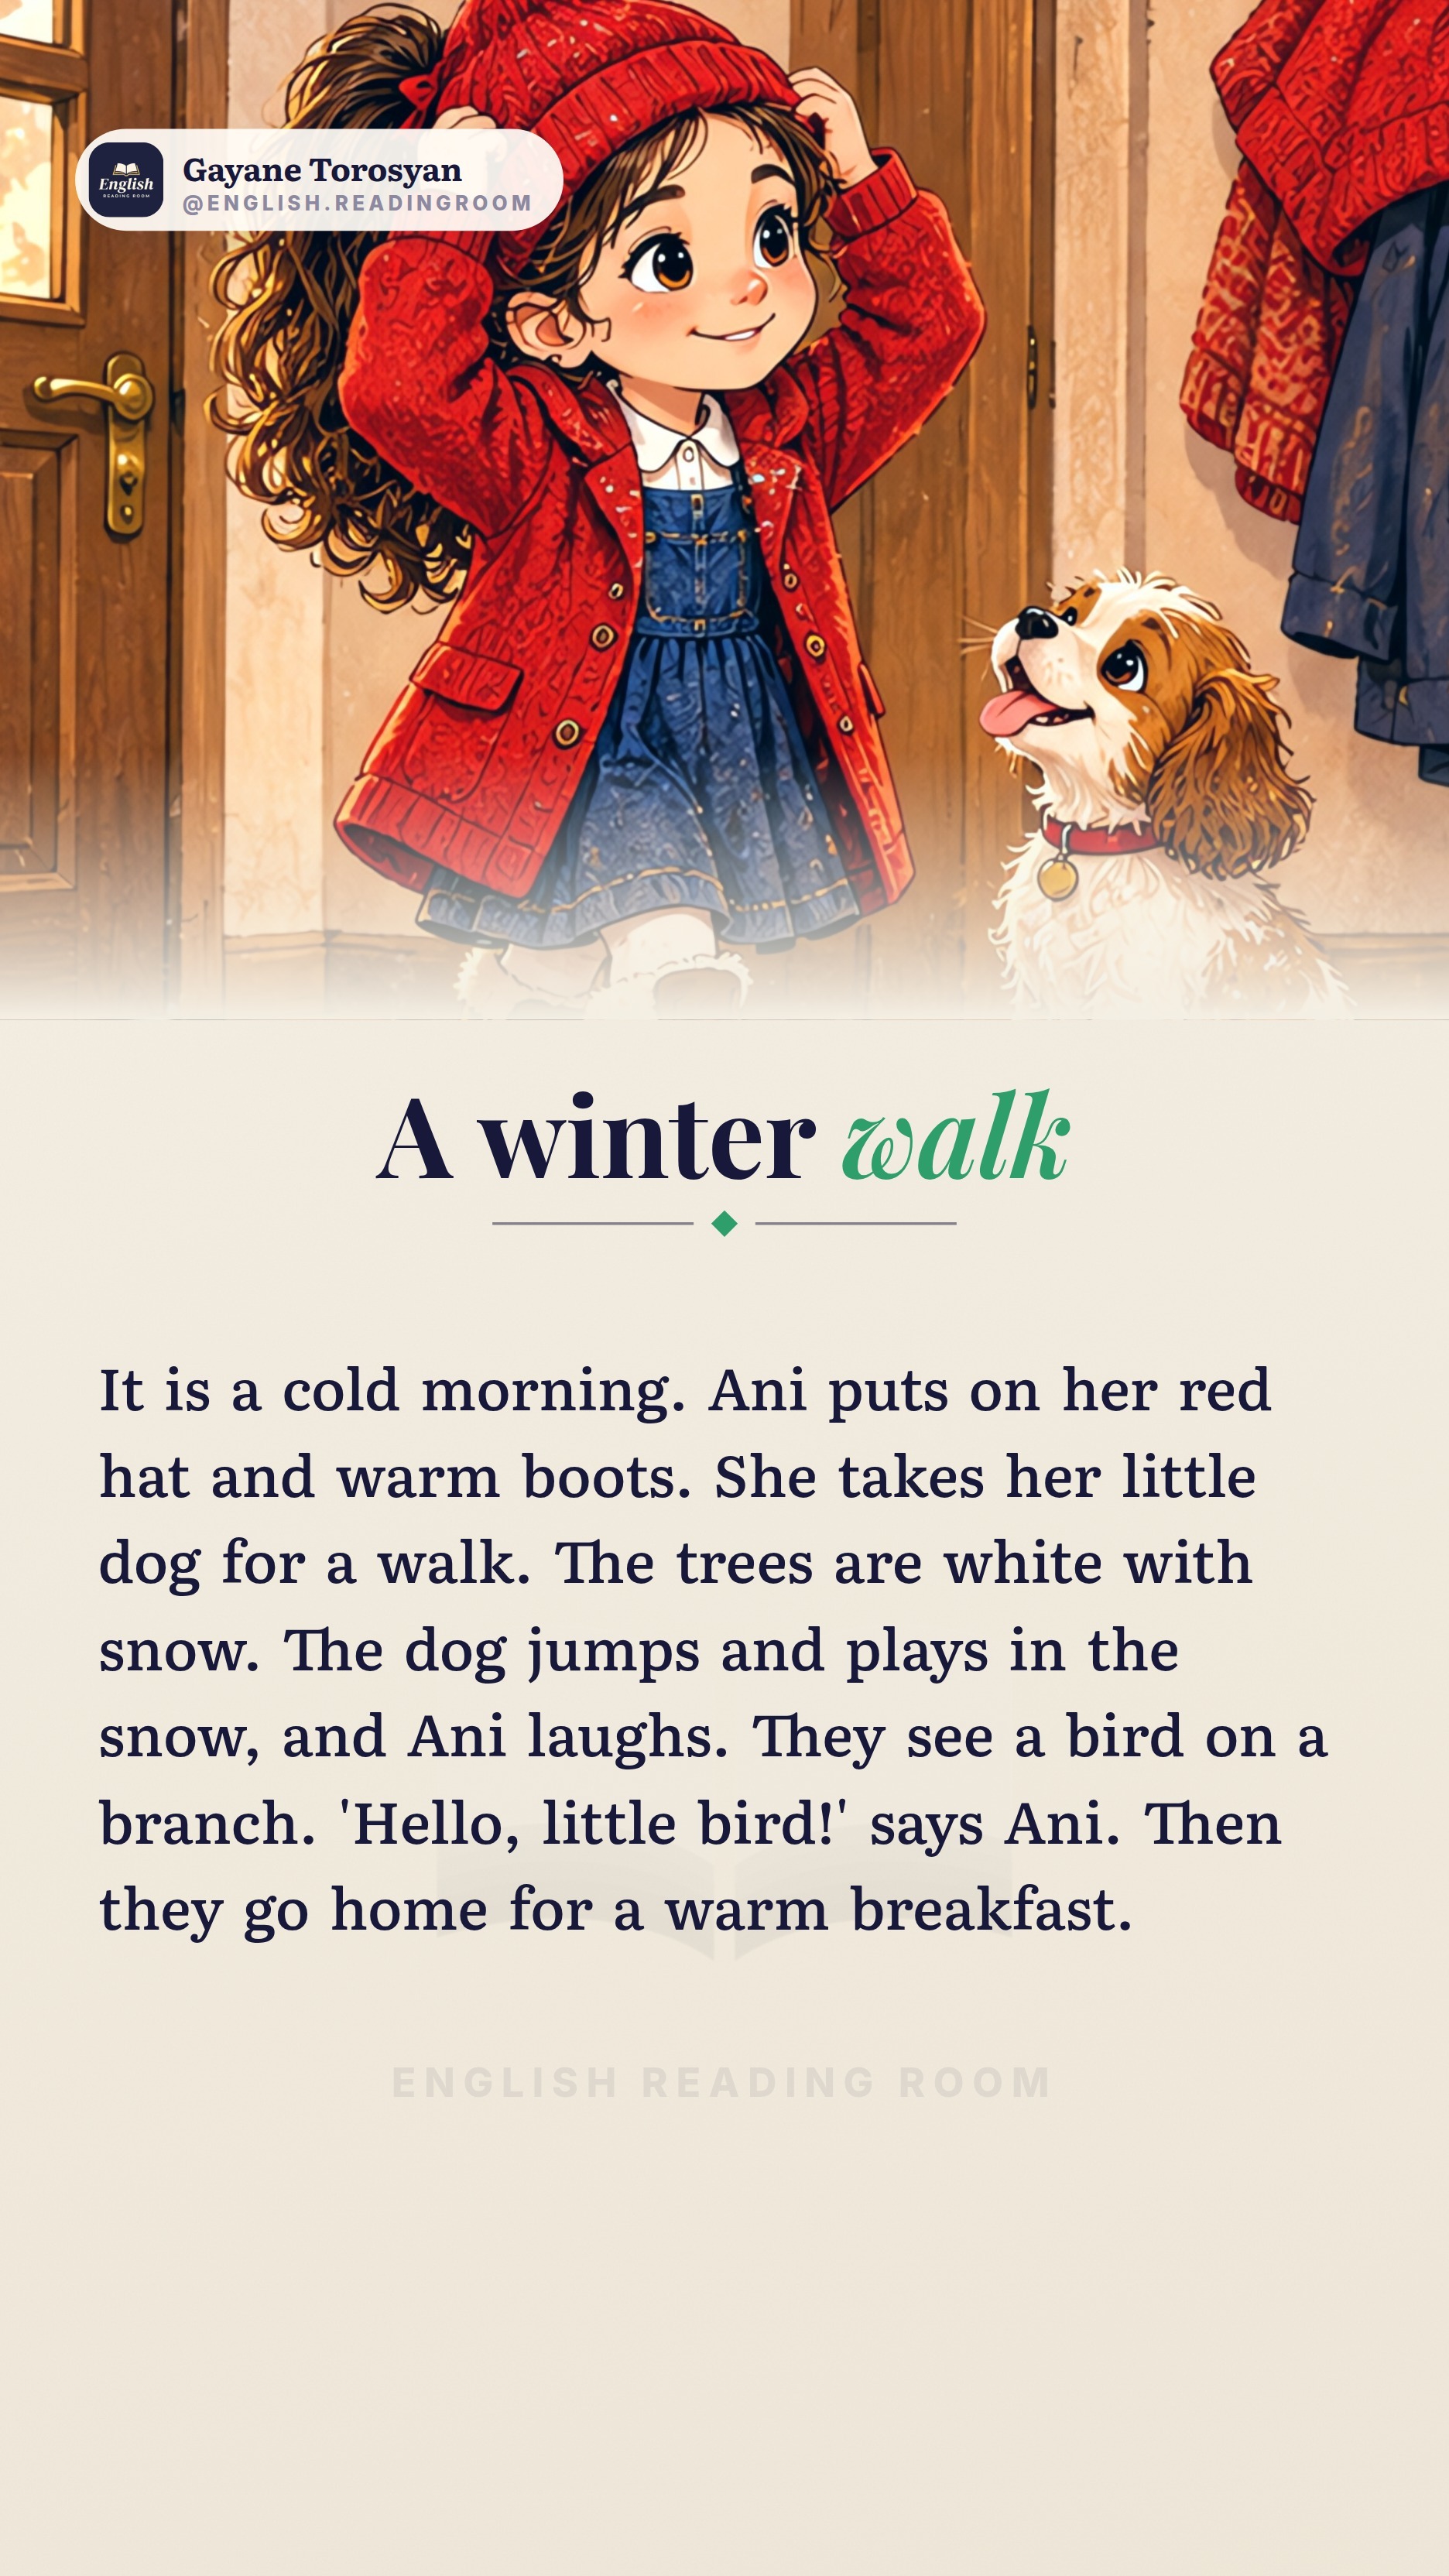 English
READING ROOM
Gayane Torosyan
@ENGLISH.READINGROOM
A winter walk
It is a cold morning. Ani puts on her red
hat and warm boots. She takes her little
dog for a walk. The trees are white with
snow. The dog jumps and plays in the
snow, and Ani laughs. They see a bird on a
branch. 'Hello, little bird!' says Ani. Then
they go home for a warm breakfast.
ENGLISH READING ROOM